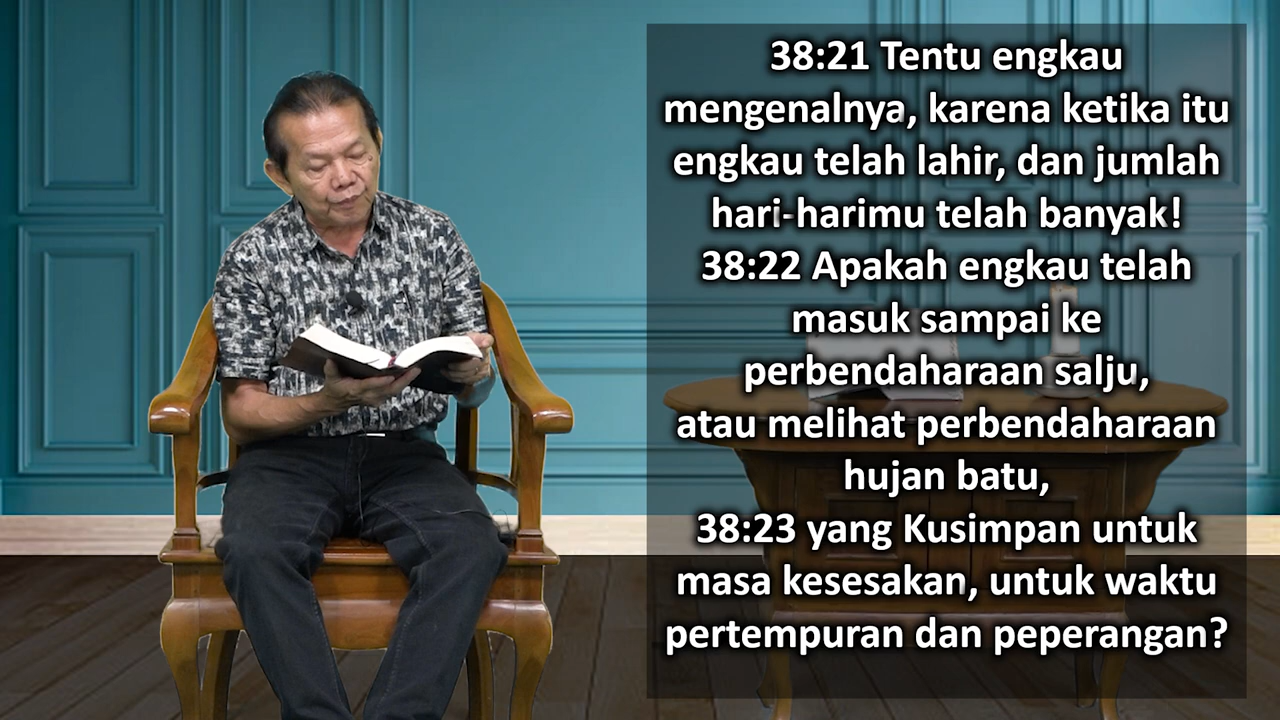 38:21 Tentu engkau
mengenalnya, karena ketika itu
engkau telah lahir, dan jumlah
hari-harimu telah banyak!
38:22 Apakah engkau telah
masuk sampai ke
perbendaharaan salju,
atau melihat perbendaharaan
hujan batu,
38:23 yang Kusimpan untuk
masa kesesakan, untuk waktu
pertempuran dan peperangan?